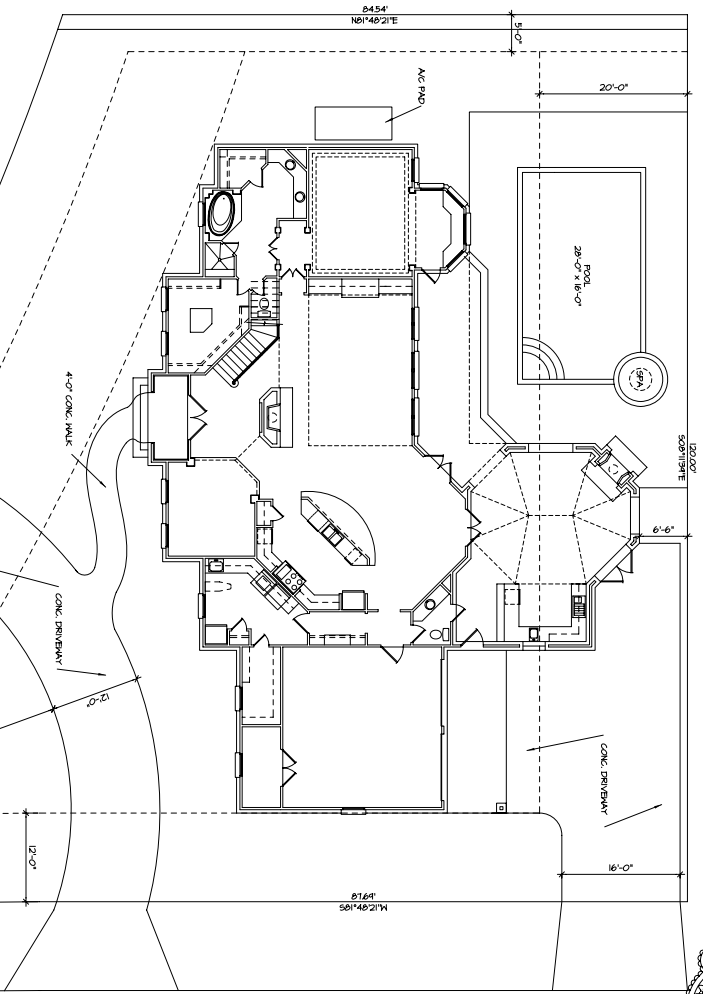 84.54'
N81°48'21"E
5'-0"
20'-0"
A/C PAD
POOL
28'-0" x 16'-0"
SPA
4'-0" CONC. WALK
120.00'
S08°11'39"E
6'-6"
CONC. DRIVEWAY
12'-0"
CONC. DRIVEWAY
12'-0"
16'-0"
87.69'
S81°48'21"W